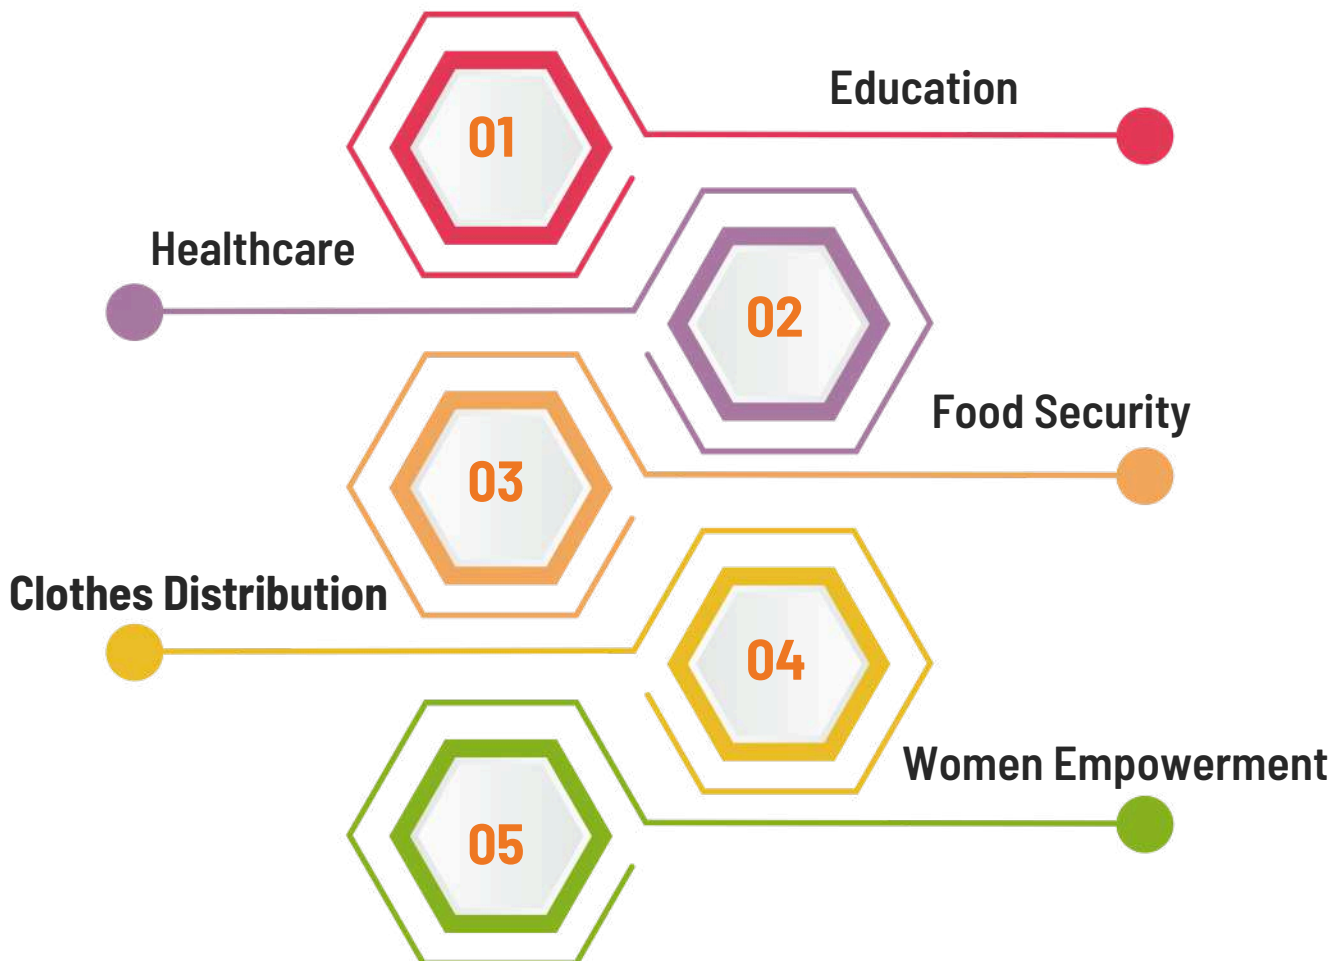 01
Education
Healthcare
02
03
Food Security
Clothes Distribution
04
05
Women Empowerment